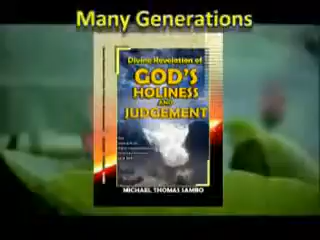 Many Generations
Divine Revelation of
GOD'S
HOLINESS
AND
JUDGEMENT
MICHAEL THOMAS SAMBO